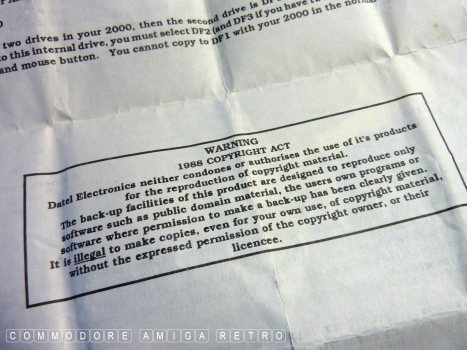 two drives in your 2000, then the second drive is DF
to this internal drive, you must select DF2 (and DF3 if you have
and mouse button. You cannot copy to DF1 with your 2000 in the normal
WARNING
1988 COPYRIGHT ACT
Datel Electronics neither condones or authorises the use of it's products
for the reproduction of copyright material.
The back-up facilities of this product are designed to reproduce only
software such as public domain material, the users own programs or
software where permission to make a back-up has been clearly given.
It is illegal to make copies, even for your own use, of copyright material,
without the expressed permission of the copyright owner, or their
licencee.
COMMODORE AMIGA RETRO